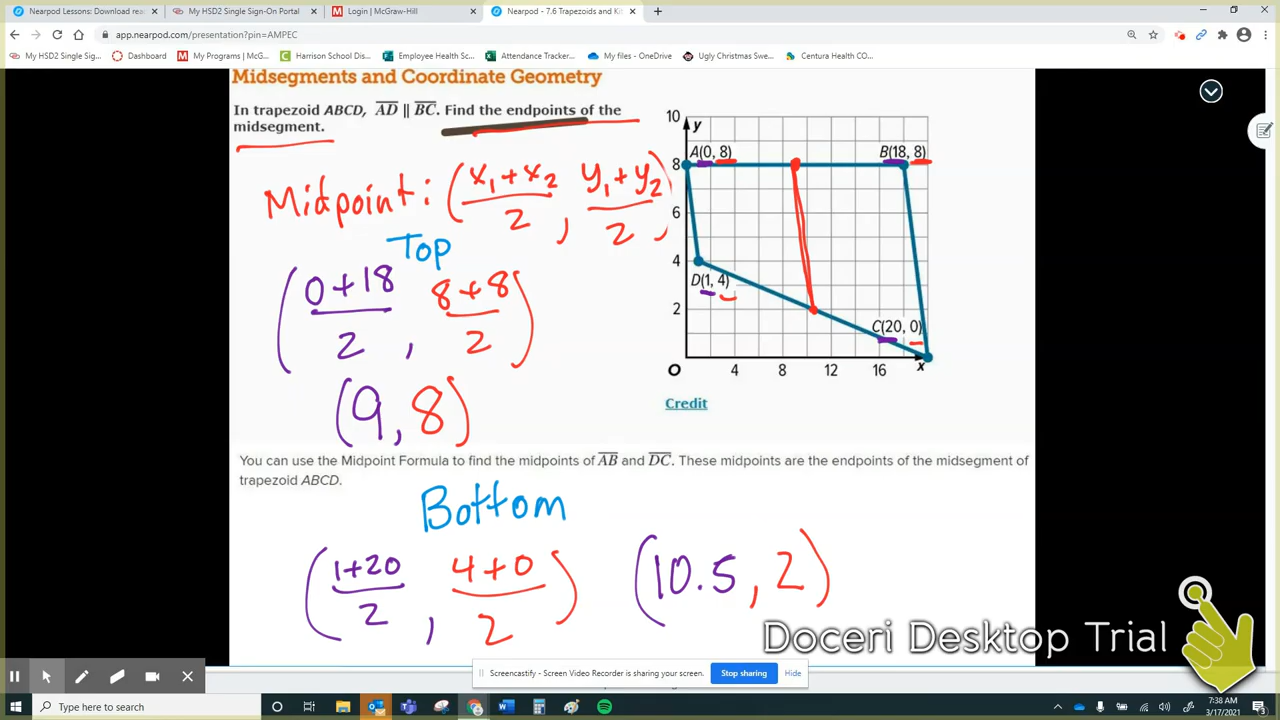 Nearpod Lessons: Download rea
My HSD2 Single Sign-On Portal
Login | McGraw-Hill
Nearpod - 7.6 Trapezoids and Kit
app.nearpod.com/presentation?pin=AMPEC
My HSD2 Single Sig...
Dashboard
My Programs | McG...
Harrison School Dis...
Employee Health Sc...
Attendance Tracker...
My files - OneDrive
Ugly Christmas Swe...
Centura Health CO...
Midsegments and Coordinate Geometry
In trapezoid ABCD, AD ∥ BC. Find the endpoints of the
midsegment.
Midpoint: (x₁+x₂/2, y₁+y₂/2)
Top
(0+18/2, 8+8/2)
(9, 8)
10
y
8
A(0, 8)
B(18, 8)
6
4
D(1, 4)
2
C(20, 0)
O
4
8
12
16
x
Credit
You can use the Midpoint Formula to find the midpoints of AB and DC. These midpoints are the endpoints of the midsegment of
trapezoid ABCD.
Bottom
(1+20/2, 4+0/2)
(10.5, 2)
Doceri Desktop Trial
Screencastify - Screen Video Recorder is sharing your screen.
Stop sharing
Hide
Type here to search
7:38 AM
3/17/2021